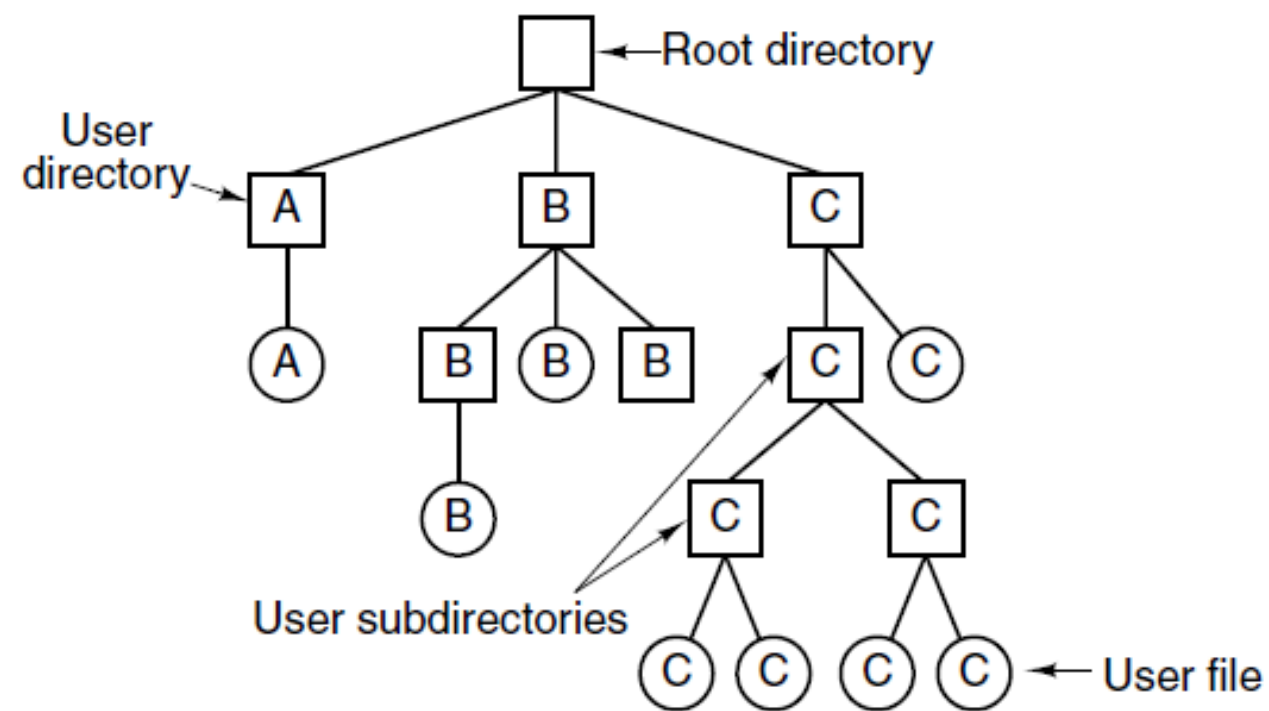 Root directory
User
directory
A
B
C
A
B
B
B
C
C
B
C
C
User subdirectories
C
C
C
C
User file